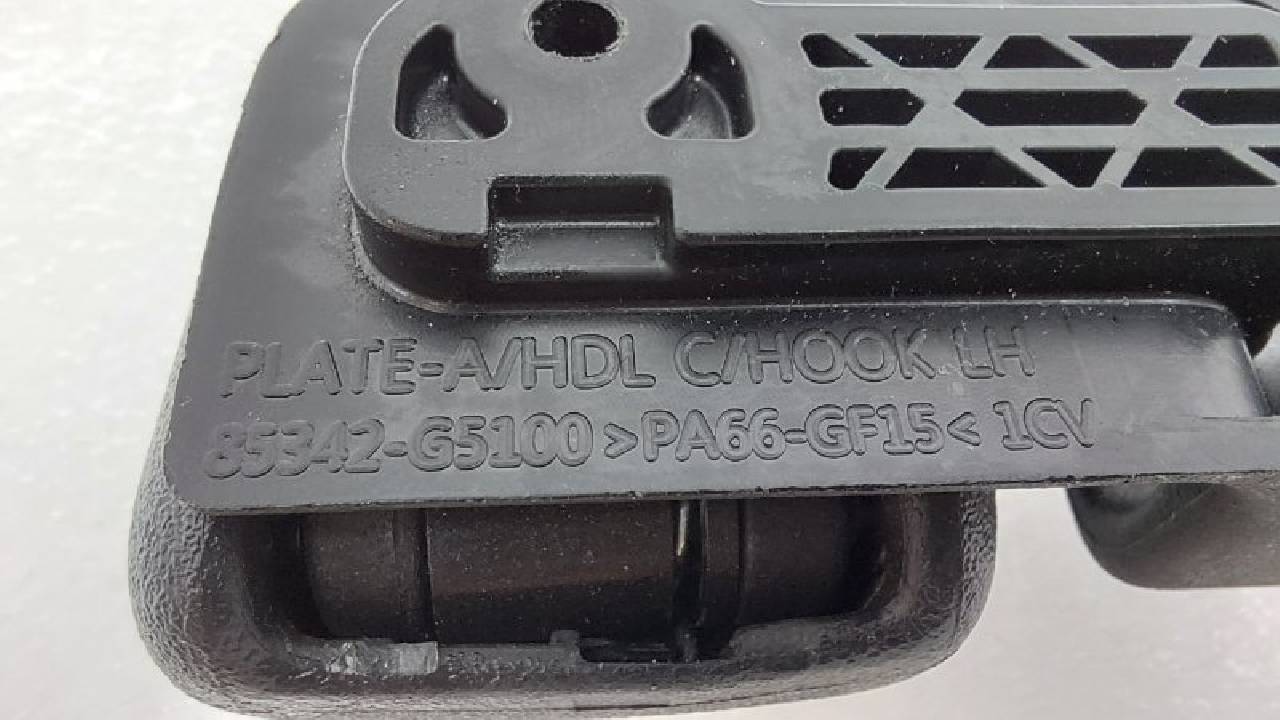 PLATE-A/HDL C/HOOK LH
85342-G5100 >PA66-GF15< 1CV